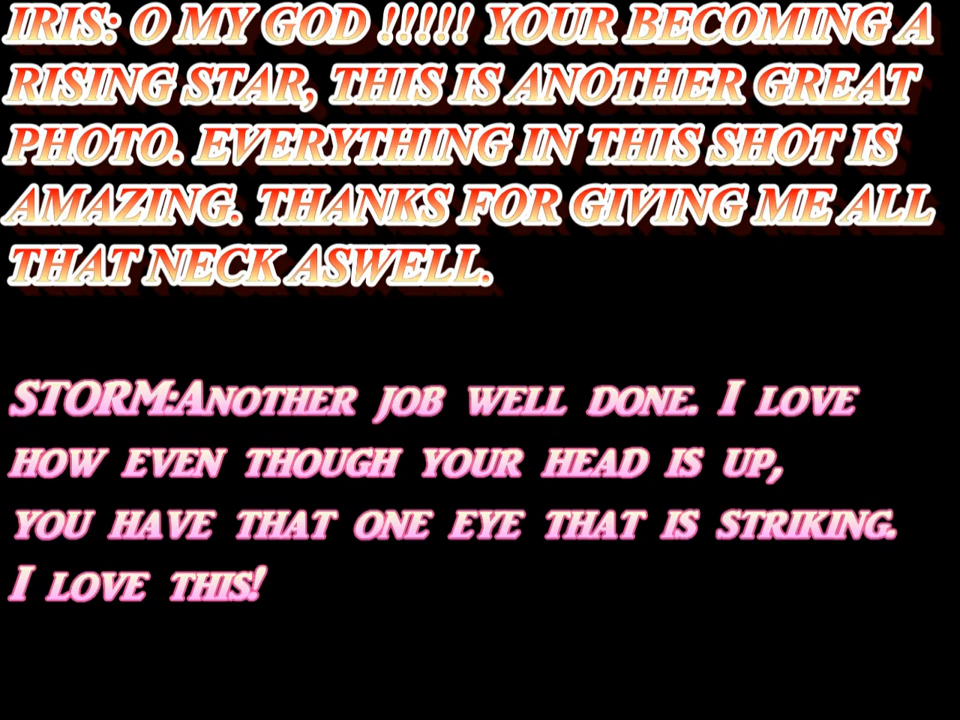 IRIS: O MY GOD !!!!! YOUR BECOMING A
RISING STAR, THIS IS ANOTHER GREAT
PHOTO. EVERYTHING IN THIS SHOT IS
AMAZING. THANKS FOR GIVING ME ALL
THAT NECK ASWELL.
STORM:ANOTHER JOB WELL DONE. I LOVE
HOW EVEN THOUGH YOUR HEAD IS UP,
YOU HAVE THAT ONE EYE THAT IS STRIKING.
I LOVE THIS!